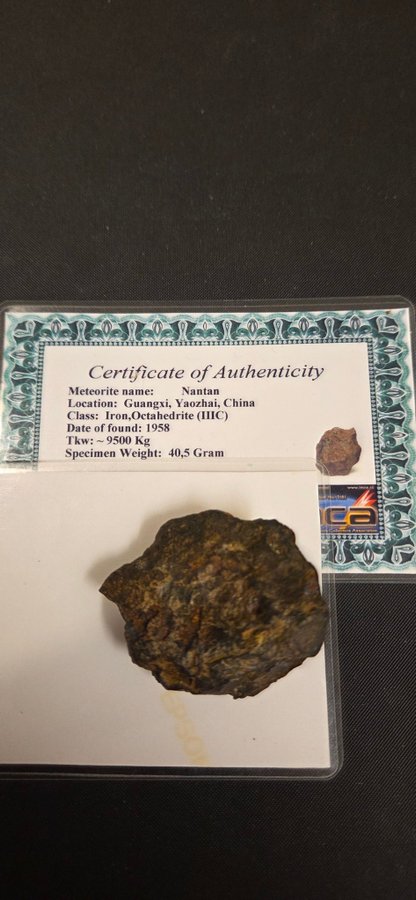 Certificate of Authenticity
Meteorite name: Nantan
Location: Guangxi, Yaozhai, China
Class: Iron,Octahedrite (IIIC)
Date of found: 1958
Tkw: ~ 9500 Kg
Specimen Weight: 40,5 Gram